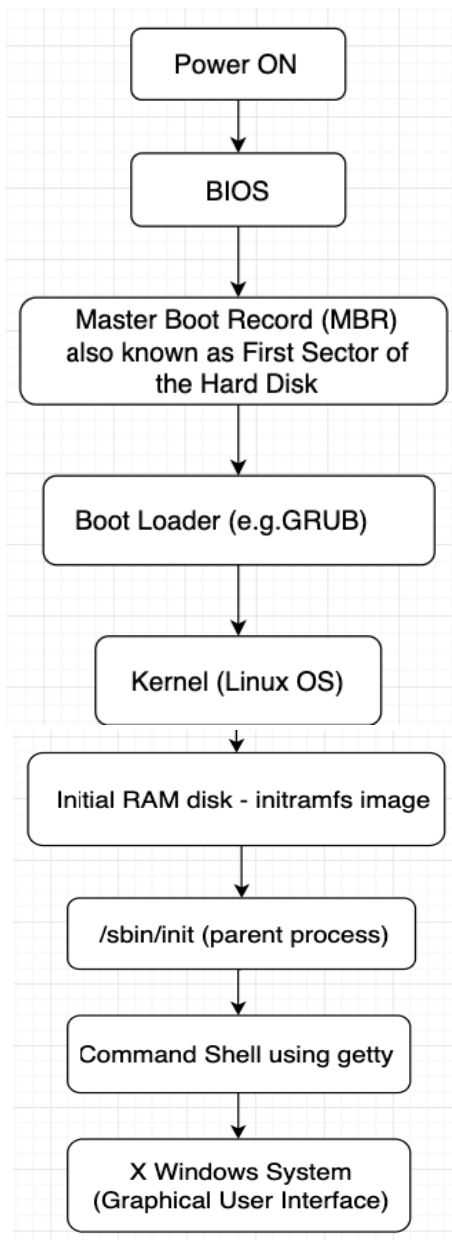 Power ON
BIOS
Master Boot Record (MBR)
also known as First Sector of
the Hard Disk
Boot Loader (e.g.GRUB)
Kernel (Linux OS)
Initial RAM disk - initramfs image
/sbin/init (parent process)
Command Shell using getty
X Windows System
(Graphical User Interface)